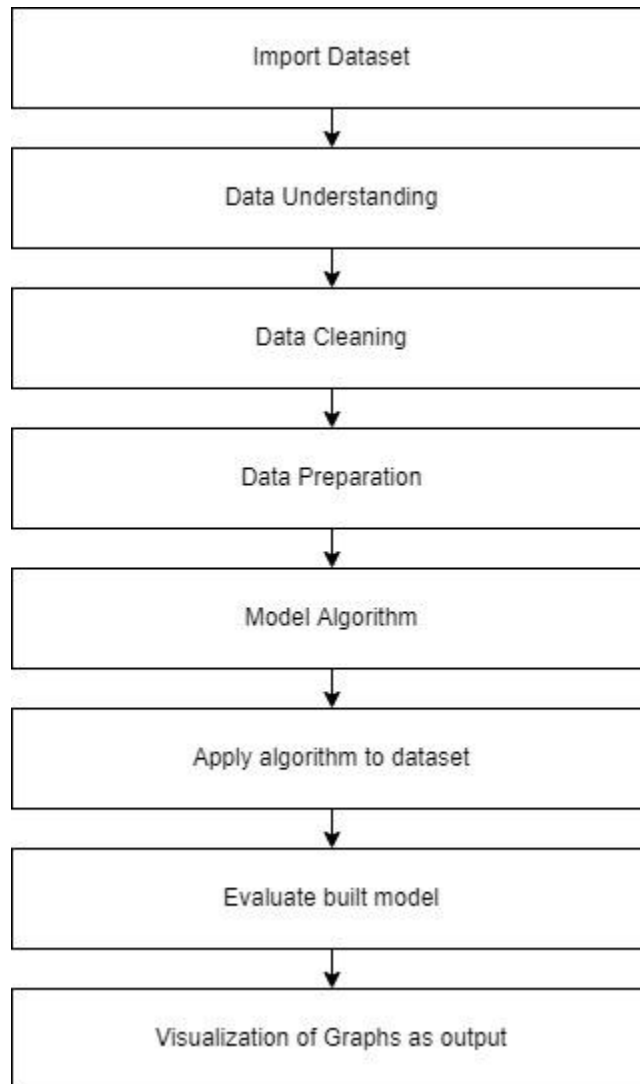 Import Dataset
Data Understanding
Data Cleaning
Data Preparation
Model Algorithm
Apply algorithm to dataset
Evaluate built model
Visualization of Graphs as output